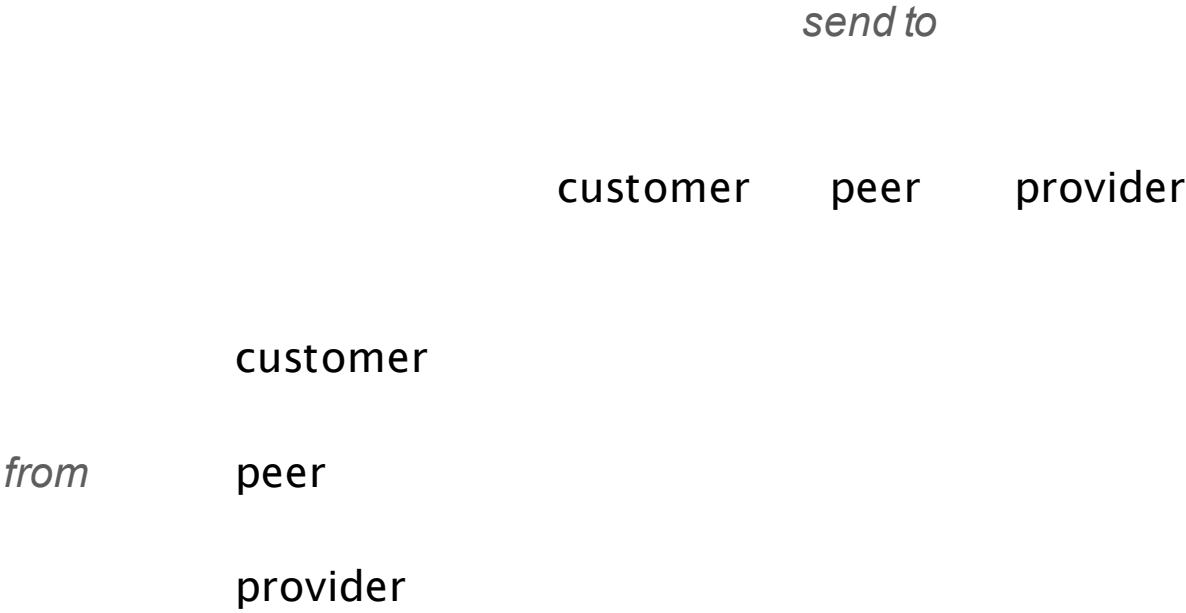 send to
customer peer provider
customer
from peer
provider